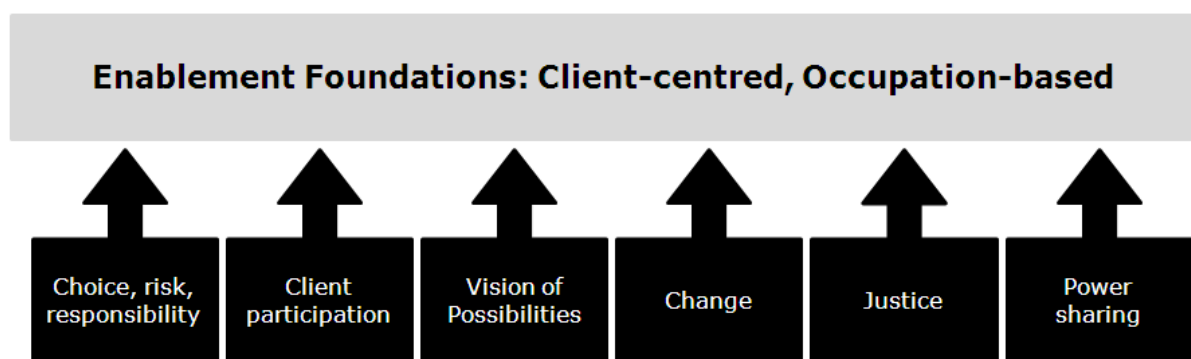 Enablement Foundations: Client-centred, Occupation-based
Choice, risk,
responsibility
Client
participation
Vision of
Possibilities
Change
Justice
Power
sharing